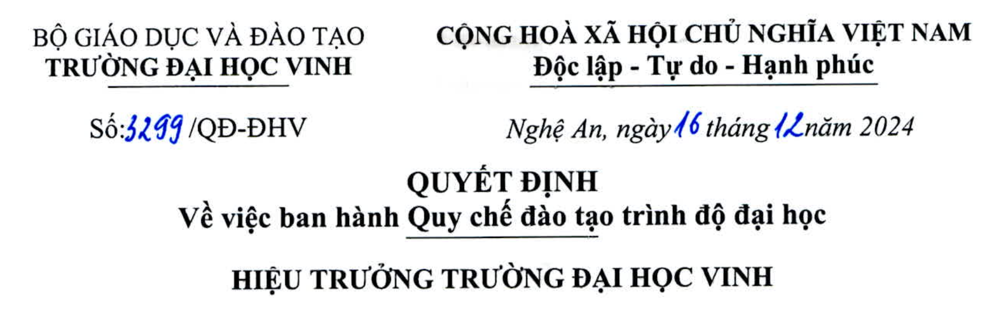 BỘ GIÁO DỤC VÀ ĐÀO TẠO
TRƯỜNG ĐẠI HỌC VINH
CỘNG HOÀ XÃ HỘI CHỦ NGHĨA VIỆT NAM
Độc lập - Tự do - Hạnh phúc
Số:3299/QĐ-ĐHV
Nghệ An, ngày 16 tháng 12 năm 2024
QUYẾT ĐỊNH
Về việc ban hành Quy chế đào tạo trình độ đại học
HIỆU TRƯỞNG TRƯỜNG ĐẠI HỌC VINH